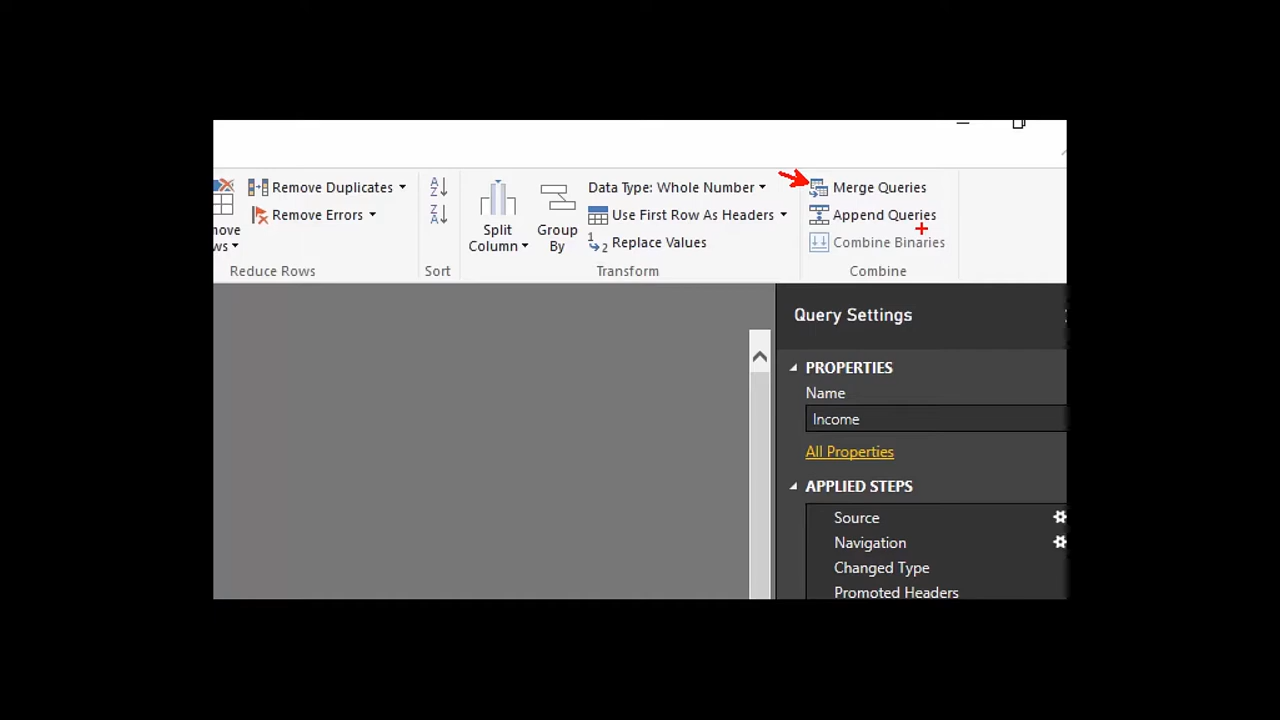 Remove Duplicates
Data Type: Whole Number
Merge Queries
Remove Errors
Use First Row As Headers
Append Queries
Split Column
Group By
Replace Values
Combine Binaries
Reduce Rows
Sort
Transform
Combine
Query Settings
PROPERTIES
Name
Income
All Properties
APPLIED STEPS
Source
Navigation
Changed Type
Promoted Headers